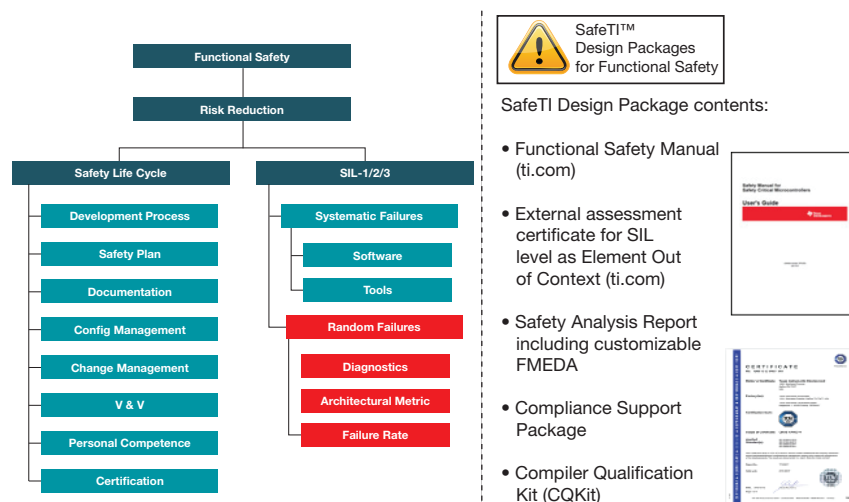 Functional Safety
Risk Reduction
Safety Life Cycle
Development Process
Safety Plan
Documentation
Config Management
Change Management
V & V
Personal Competence
Certification
SIL-1/2/3
Systematic Failures
Software
Tools
Random Failures
Diagnostics
Architectural Metric
Failure Rate
SafeTI™
Design Packages
for Functional Safety
SafeTI Design Package contents:
• Functional Safety Manual
(ti.com)
• External assessment
certificate for SIL
level as Element Out
of Context (ti.com)
• Safety Analysis Report
including customizable
FMEDA
• Compliance Support
Package
• Compiler Qualification
Kit (CQKit)
Safety Manual for
Safety Critical Microcontrollers
User's Guide
CERTIFICATE